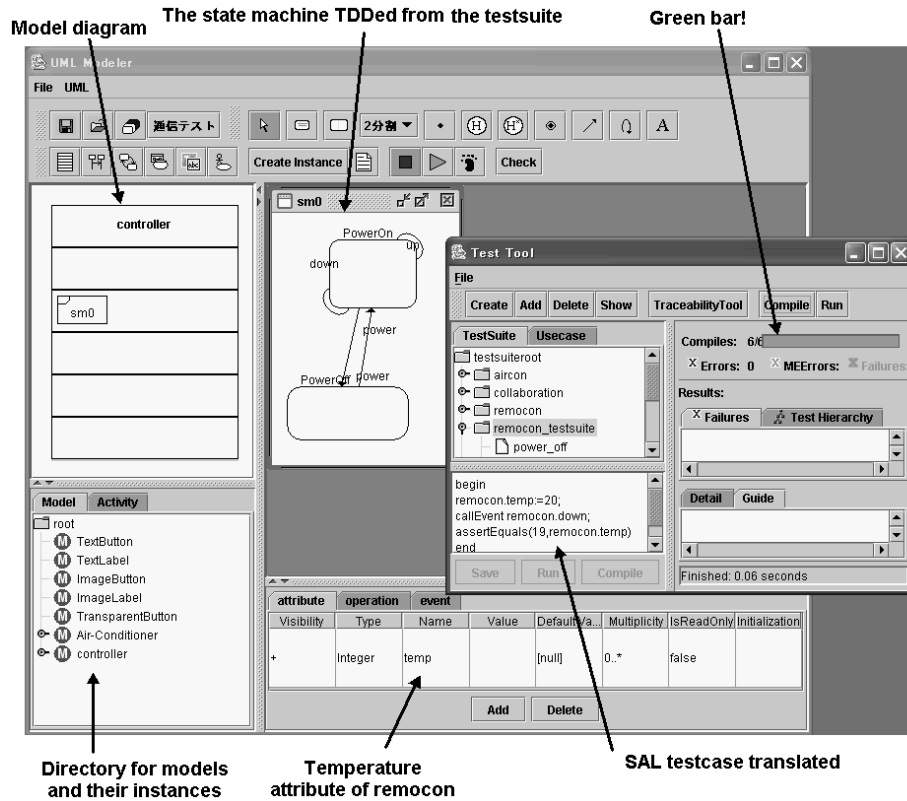 The state machine TDDed from the testsuite
Green bar!
Model diagram
UML Modeler
File UML
通信テスト
2分割
H
H*
A
Create Instance
Check
controller
sm0
sm0
PowerOn
up
down
power
PowerOff
power
Test Tool
File
Create Add Delete Show TraceabilityTool Compile Run
TestSuite Usecase
testsuiteroot
aircon
collaboration
remocon
remocon_testsuite
power_off
begin
remocon.temp:=20;
callEvent remocon.down;
assertEquals(19,remocon.temp)
end
Save Run Compile
Compiles: 6/6
X Errors: 0 X MEErrors: X Failures:
Results:
X Failures Test Hierarchy
Detail Guide
Finished: 0.06 seconds
Model Activity
root
M TextButton
M TextLabel
M ImageButton
M ImageLabel
M TransparentButton
M Air-Conditioner
M controller
attribute operation event
Visibility Type Name Value DefaultVa... Multiplicity IsReadOnly Initialization
+ Integer temp [null] 0..* false
Add Delete
Directory for models
and their instances
Temperature
attribute of remocon
SAL testcase translated